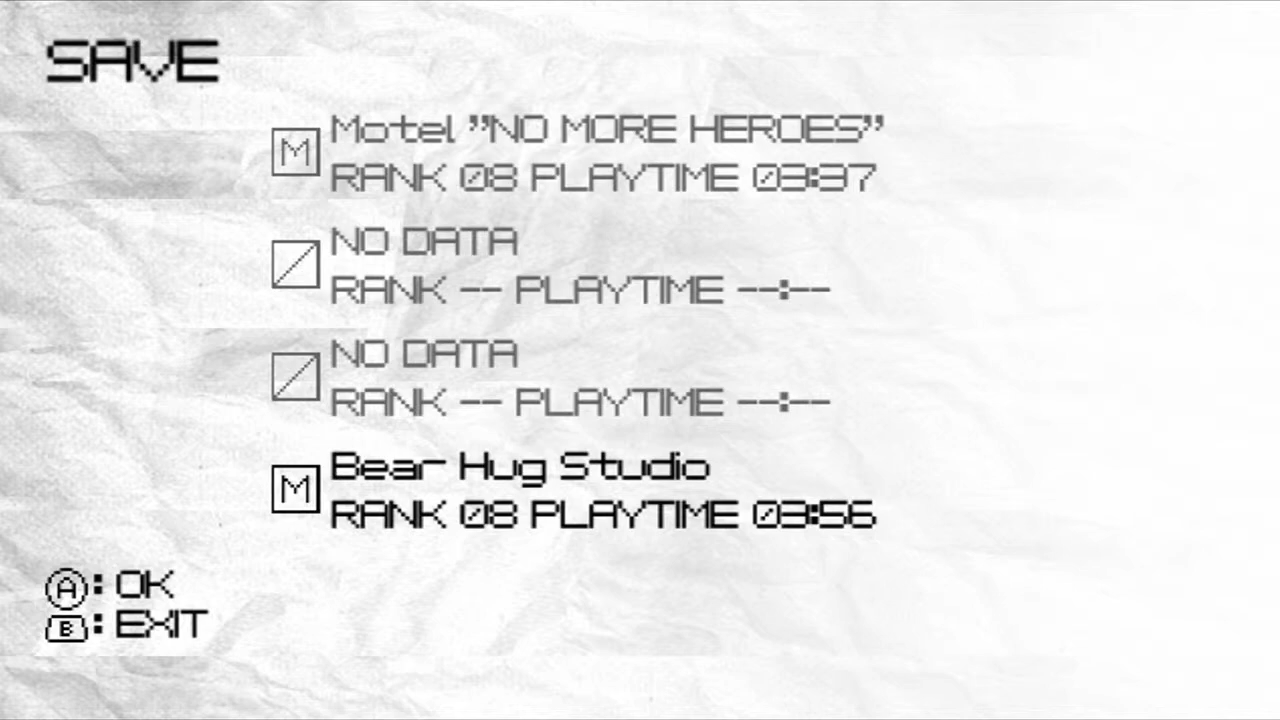 SAVE
M
Motel ”NO MORE HEROES”
RANK 08 PLAYTIME 03:37
NO DATA
RANK -- PLAYTIME --:--
NO DATA
RANK -- PLAYTIME --:--
M
Bear Hug Studio
RANK 08 PLAYTIME 03:56
A: OK
B: EXIT